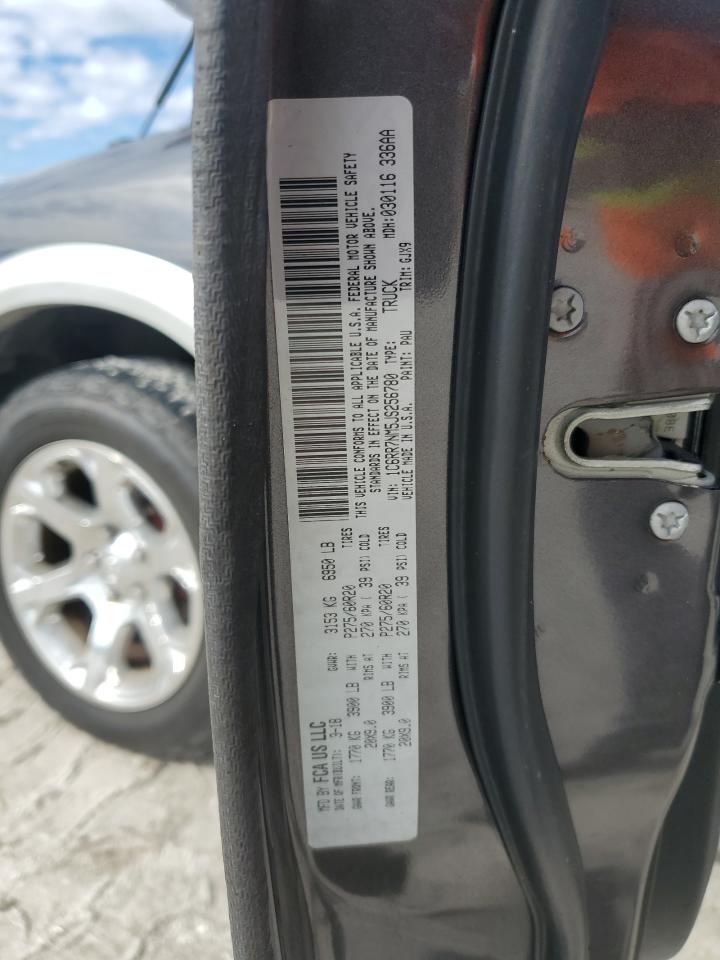 MFD BY FCA US LLC
DATE OF MFR(BUILT): 3-18 GVWR: 3153 KG 6950 LB
GAWR FRONT: 1770 KG 3900 LB WITH P275/60R20 TIRES
20X9.0 RIMS AT 270 KPA ( 39 PSI) COLD
GAWR REAR: 1770 KG 3900 LB WITH P275/60R20 TIRES
20X9.0 RIMS AT 270 KPA ( 39 PSI) COLD
THIS VEHICLE CONFORMS TO ALL APPLICABLE U.S.A. FEDERAL MOTOR VEHICLE SAFETY
STANDARDS IN EFFECT ON THE DATE OF MANUFACTURE SHOWN ABOVE.
VIN: 1C6RR7NM5JS256780 TYPE: TRUCK MDH:030116 336AA
VEHICLE MADE IN U.S.A. PAINT: PAU TRIM: GJX9